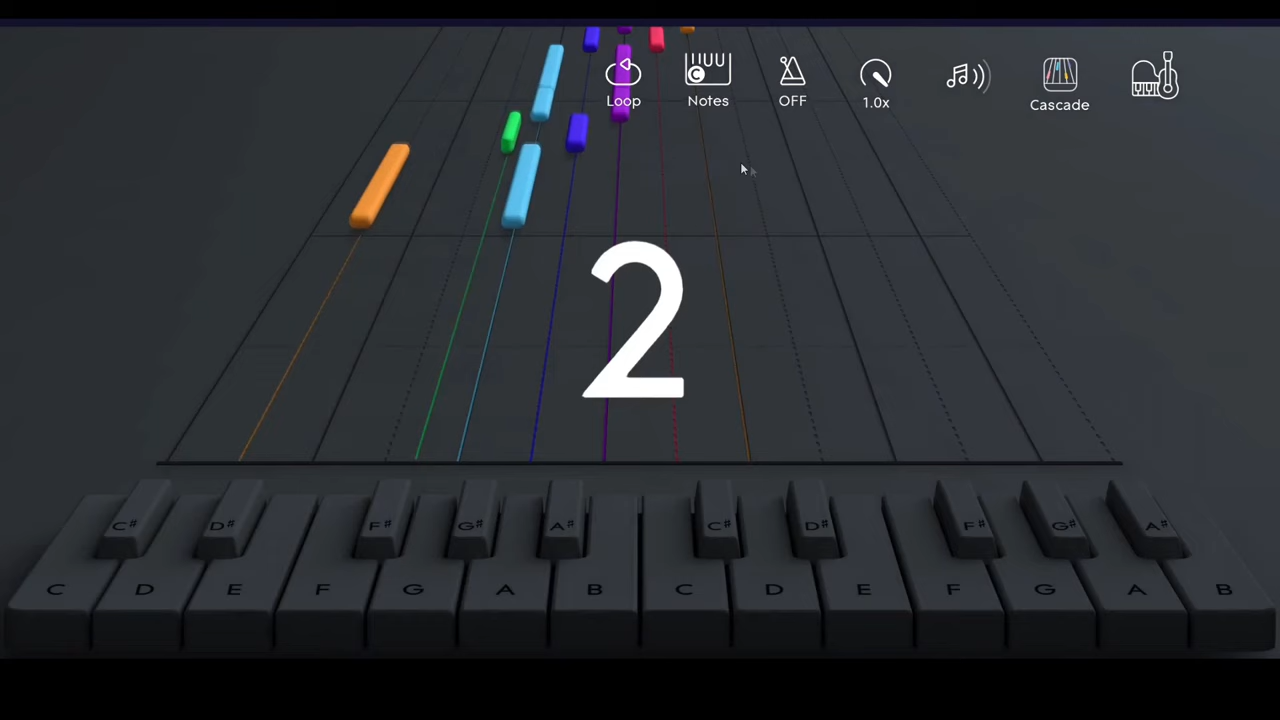 Loop
Notes
OFF
1.0x
Cascade
C
2
C# D# F# G# A# C# D# F# G# A#
C D E F G A B C D E F G A B